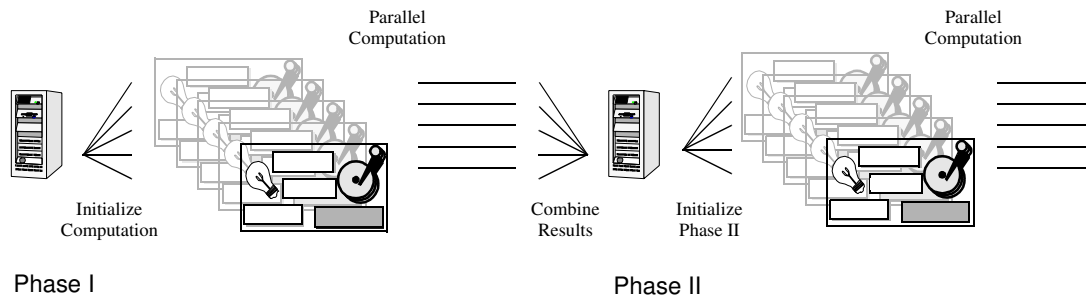 Parallel
Computation
Parallel
Computation
Initialize
Computation
Combine
Results
Initialize
Phase II
Phase I
Phase II